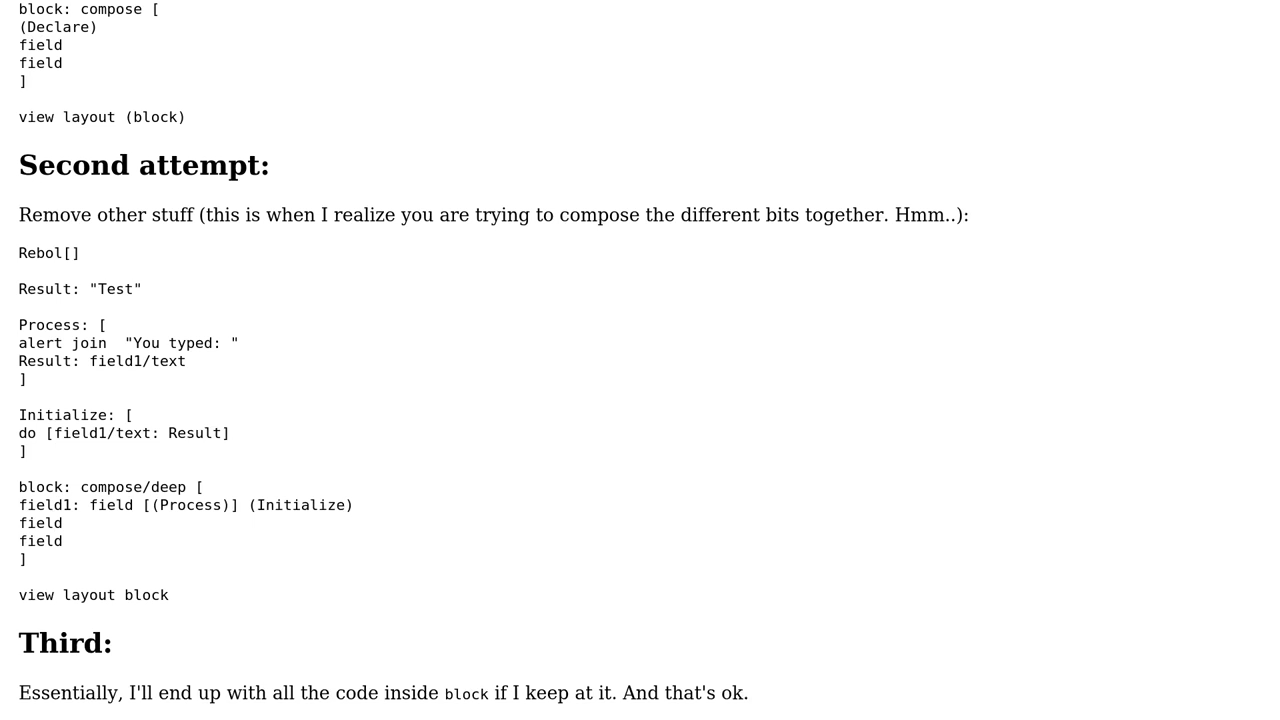 block: compose [
(Declare)
field
field
]
view layout (block)
Second attempt:
Remove other stuff (this is when I realize you are trying to compose the different bits together. Hmm..):
Rebol[]
Result: "Test"
Process: [
alert join  "You typed: "
Result: field1/text
]
Initialize: [
do [field1/text: Result]
]
block: compose/deep [
field1: field [(Process)] (Initialize)
field
field
]
view layout block
Third:
Essentially, I'll end up with all the code inside block if I keep at it. And that's ok.